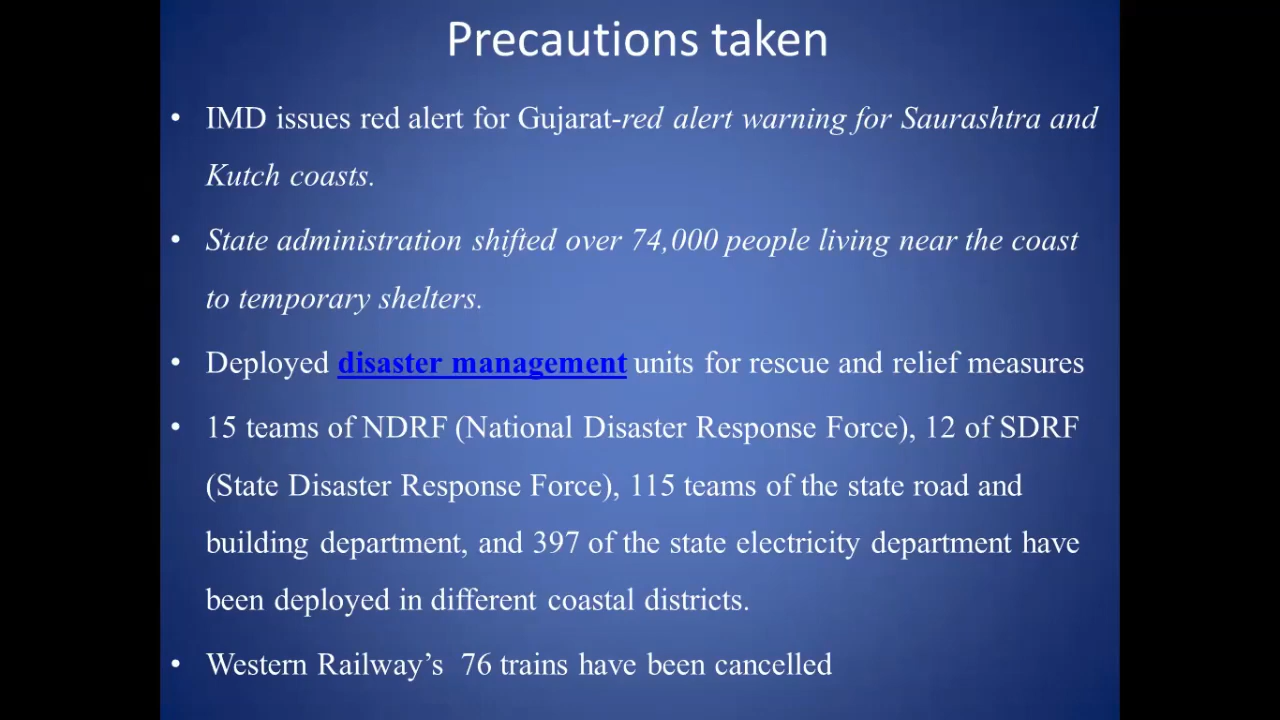 Precautions taken
• IMD issues red alert for Gujarat-red alert warning for Saurashtra and
Kutch coasts.
• State administration shifted over 74,000 people living near the coast
to temporary shelters.
• Deployed disaster management units for rescue and relief measures
• 15 teams of NDRF (National Disaster Response Force), 12 of SDRF
(State Disaster Response Force), 115 teams of the state road and
building department, and 397 of the state electricity department have
been deployed in different coastal districts.
• Western Railway’s  76 trains have been cancelled